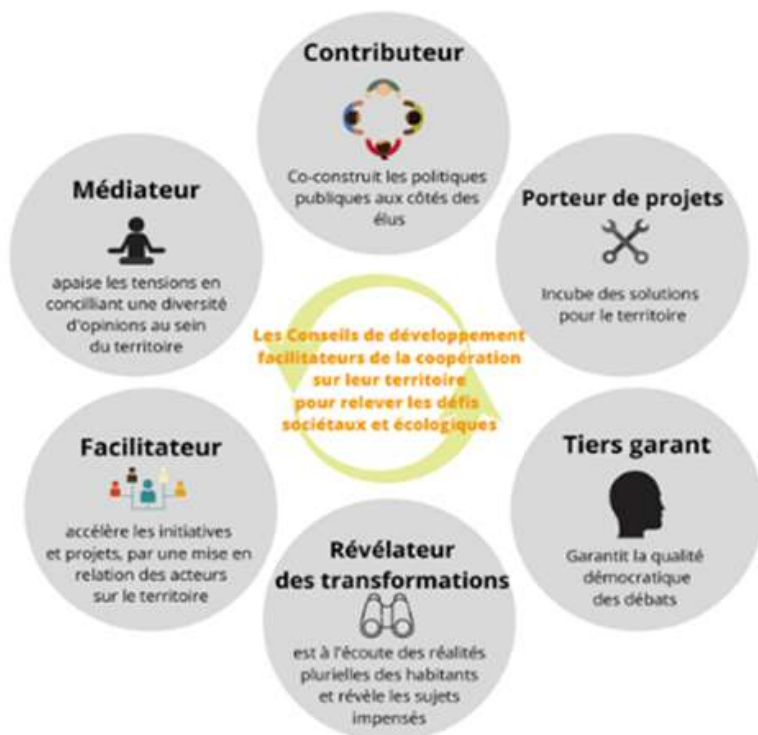 Contributeur
Co-construit les politiques
publiques aux côtés des
élus
Porteur de projets
Incube des solutions
pour le territoire
Tiers garant
Garantit la qualité
démocratique
des débats
Révélateur
des transformations
est à l'écoute des réalités
plurielles des habitants
et révèle les sujets
impensés
Facilitateur
accélère les initiatives
et projets, par une mise en
relation des acteurs
sur le territoire
Médiateur
apaise les tensions en
concilliant une diversité
d'opinions au sein
du territoire
Les Conseils de développement
facilitateurs de la coopération
sur leur territoire
pour relever les défis
sociétaux et écologiques